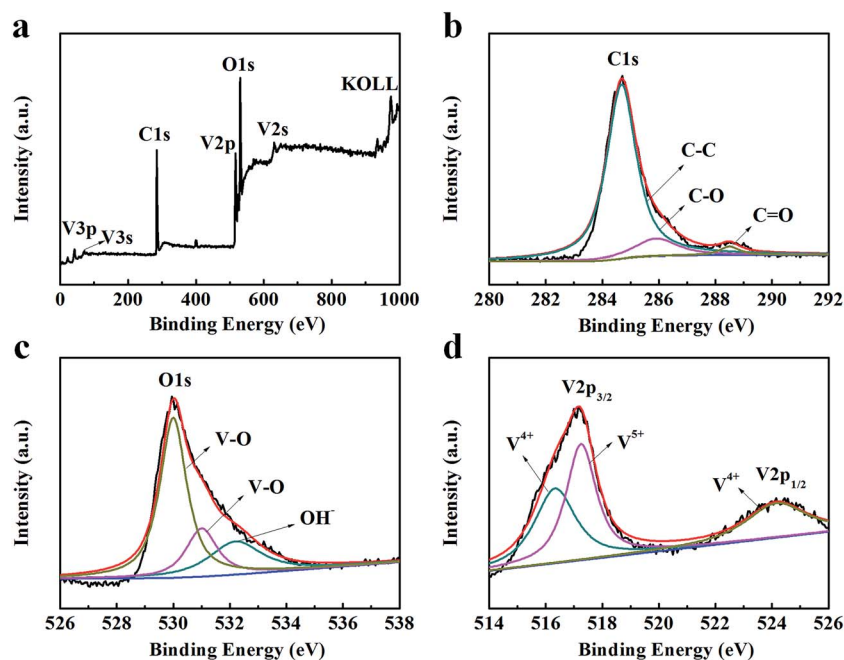 a
O1s
KOLL
C1s
V2p
V2s
V3p
V3s
Intensity (a.u.)
0 200 400 600 800 1000
Binding Energy (eV)
b
C1s
C-C
C-O
C=O
Intensity (a.u.)
280 282 284 286 288 290 292
Binding Energy (eV)
c
O1s
V-O
V-O
OH⁻
Intensity (a.u.)
526 528 530 532 534 536 538
Binding Energy (eV)
d
V2p₃/₂
V⁴⁺
V⁵⁺
V2p₁/₂
V⁴⁺
Intensity (a.u.)
514 516 518 520 522 524 526
Binding Energy (eV)